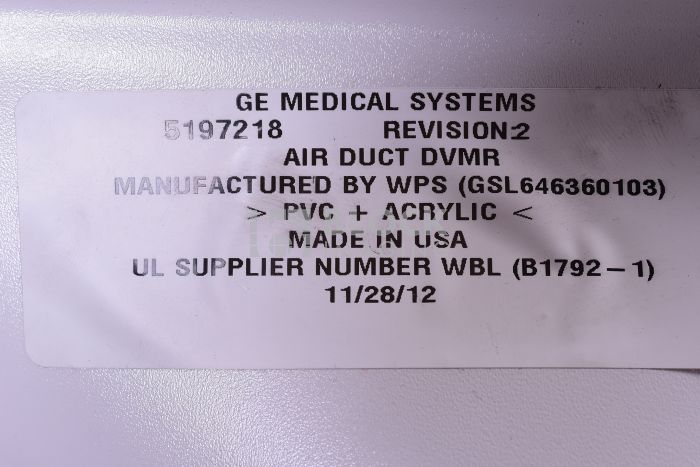 GE MEDICAL SYSTEMS
5197218 REVISION:2
AIR DUCT DVMR
MANUFACTURED BY WPS (GSL646360103)
> PVC + ACRYLIC <
MADE IN USA
UL SUPPLIER NUMBER WBL (B1792-1)
11/28/12